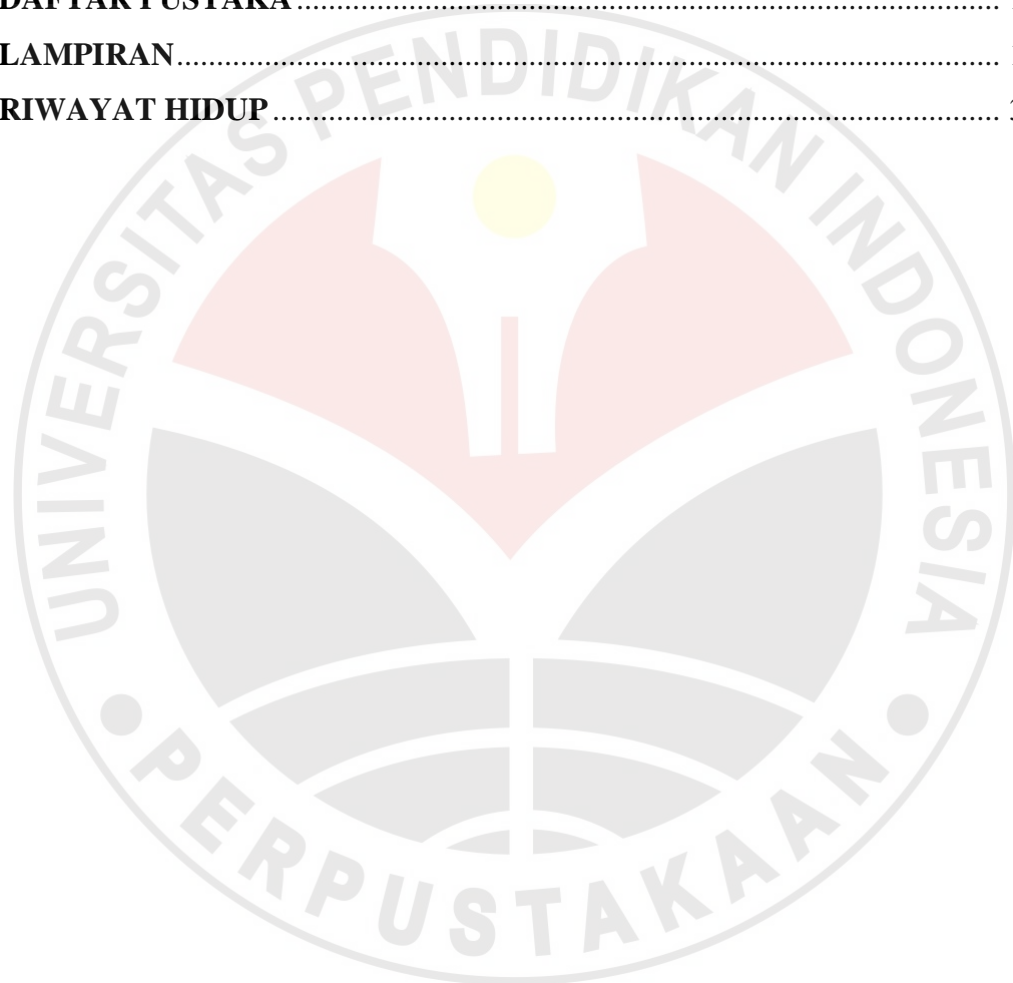 DAFTAR PUSTAKA
LAMPIRAN
RIWAYAT HIDUP
UNIVERSITAS PENDIDIKAN INDONESIA
PERPUSTAKAAN